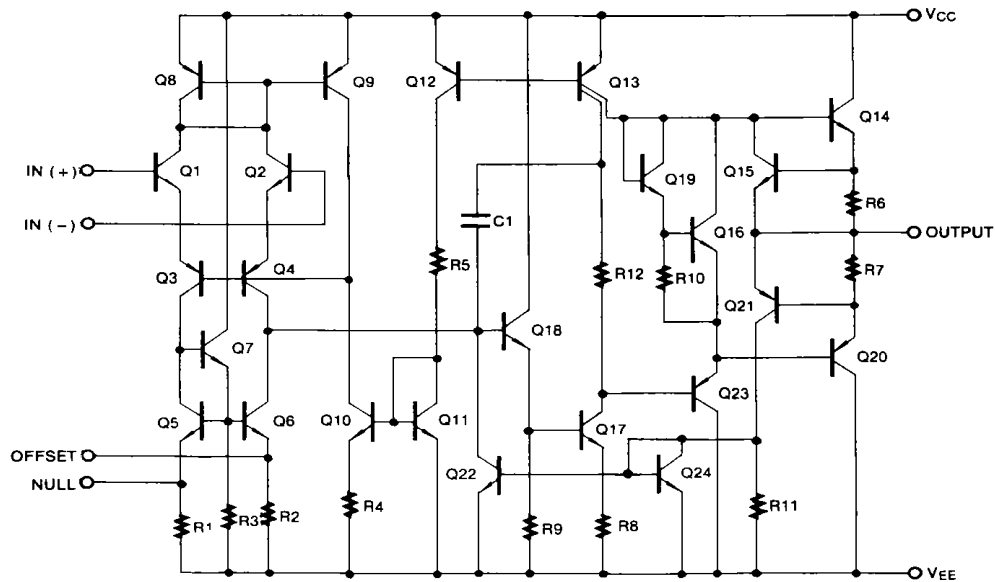 VCC
Q8
Q9
Q12
Q13
Q14
IN (+)
Q1
Q2
Q19
Q15
R6
IN (-)
C1
Q16
OUTPUT
R5
R12
R10
R7
Q3
Q4
Q21
Q7
Q18
Q20
Q23
Q5
Q6
Q10
Q11
Q17
OFFSET
Q22
Q24
NULL
R1
R3
R2
R4
R9
R8
R11
VEE